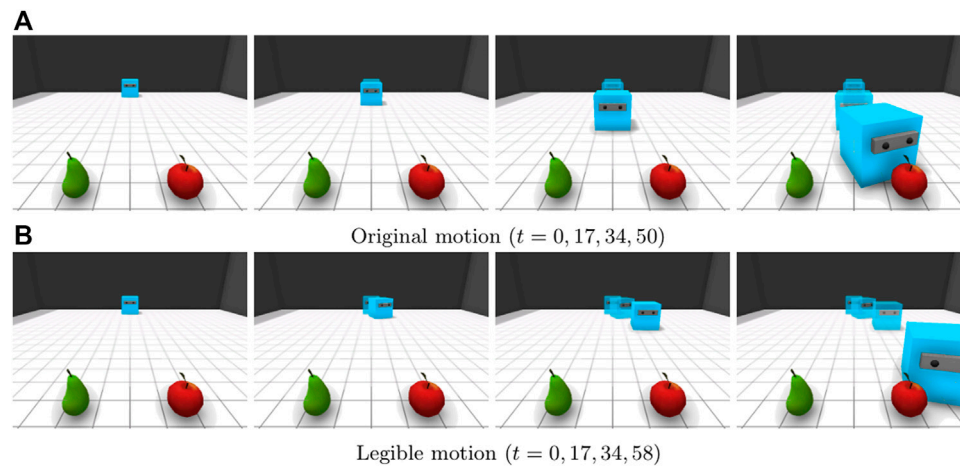 A
Original motion (t = 0, 17, 34, 50)
B
Legible motion (t = 0, 17, 34, 58)